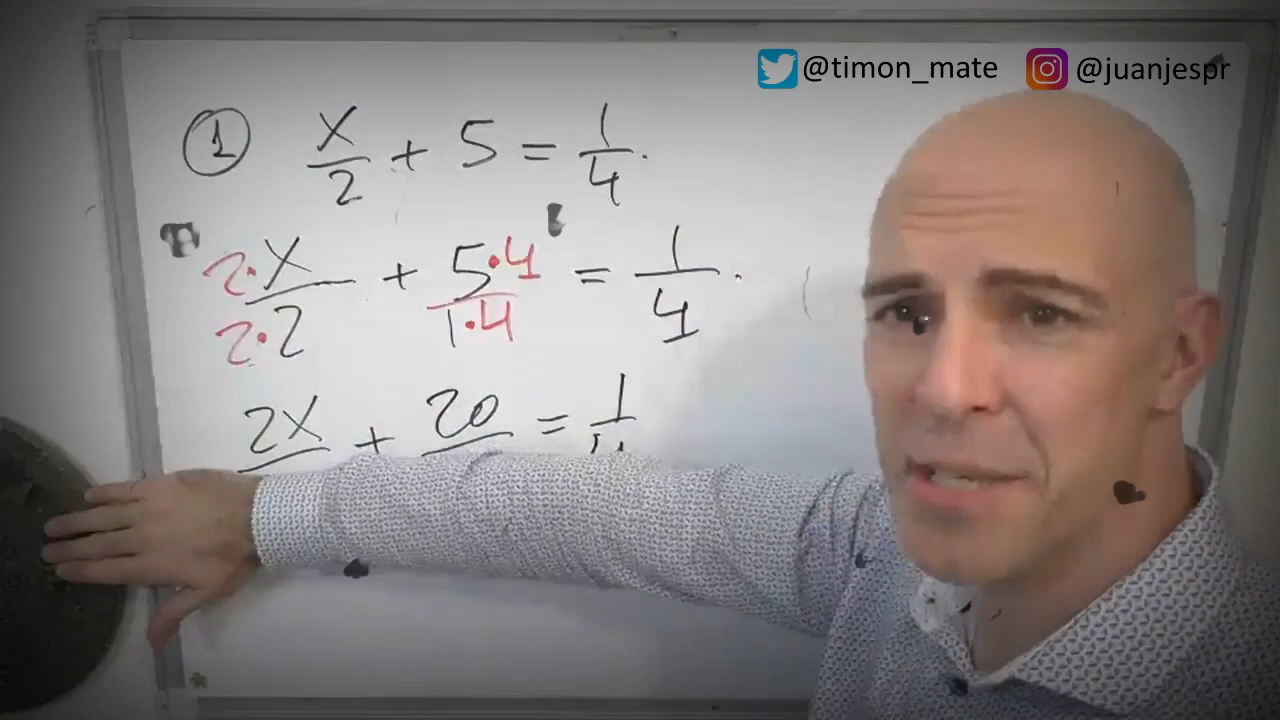 @timon_mate @juanjespr
① x/2 + 5 = 1/4.
2·x/2·2 + 5·4/1·4 = 1/4.
2x + 20 = 1